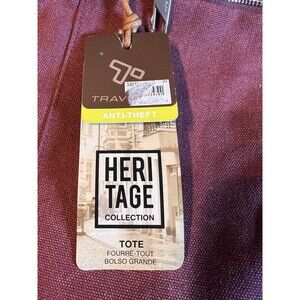 TRAV
ANTI-THEFT
HERI
TAGE
COLLECTION
TOTE
FOURRE-TOUT
BOLSO GRANDE